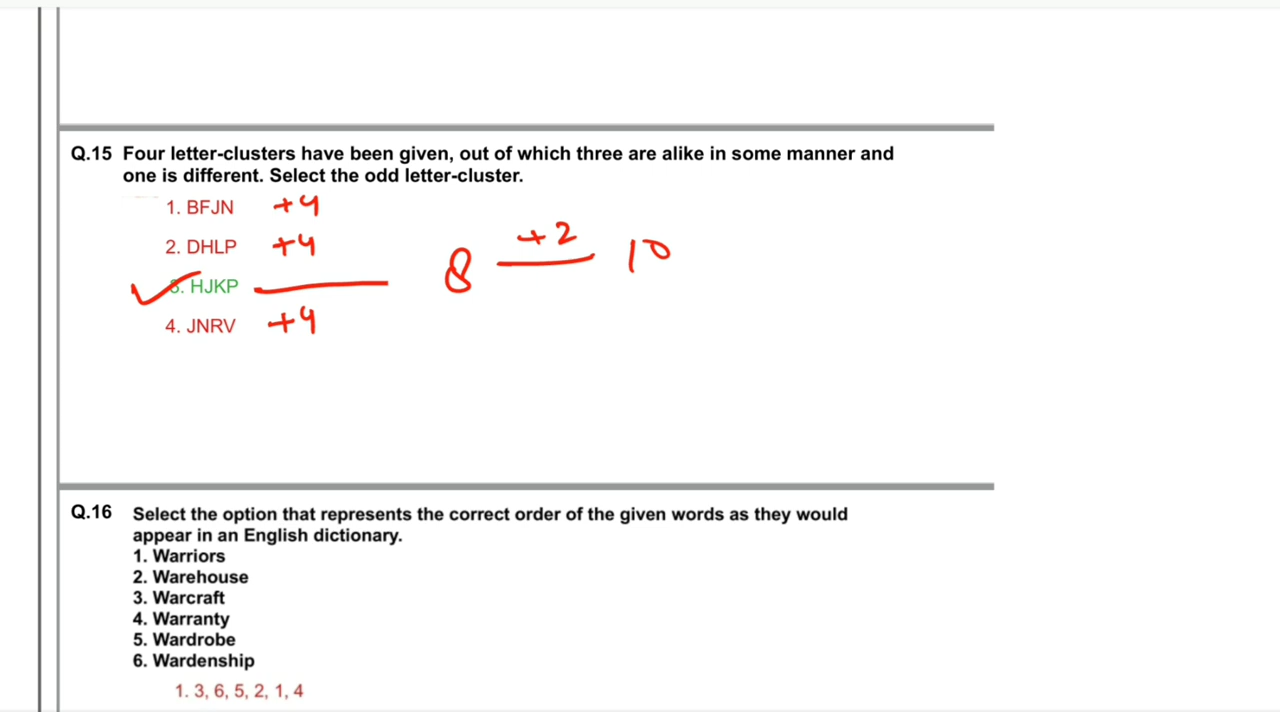 Q.15 Four letter-clusters have been given, out of which three are alike in some manner and
one is different. Select the odd letter-cluster.
1. BFJN +4
2. DHLP +4
8 +2 10
3. HJKP
4. JNRV +4
Q.16 Select the option that represents the correct order of the given words as they would
appear in an English dictionary.
1. Warriors
2. Warehouse
3. Warcraft
4. Warranty
5. Wardrobe
6. Wardenship
1. 3, 6, 5, 2, 1, 4